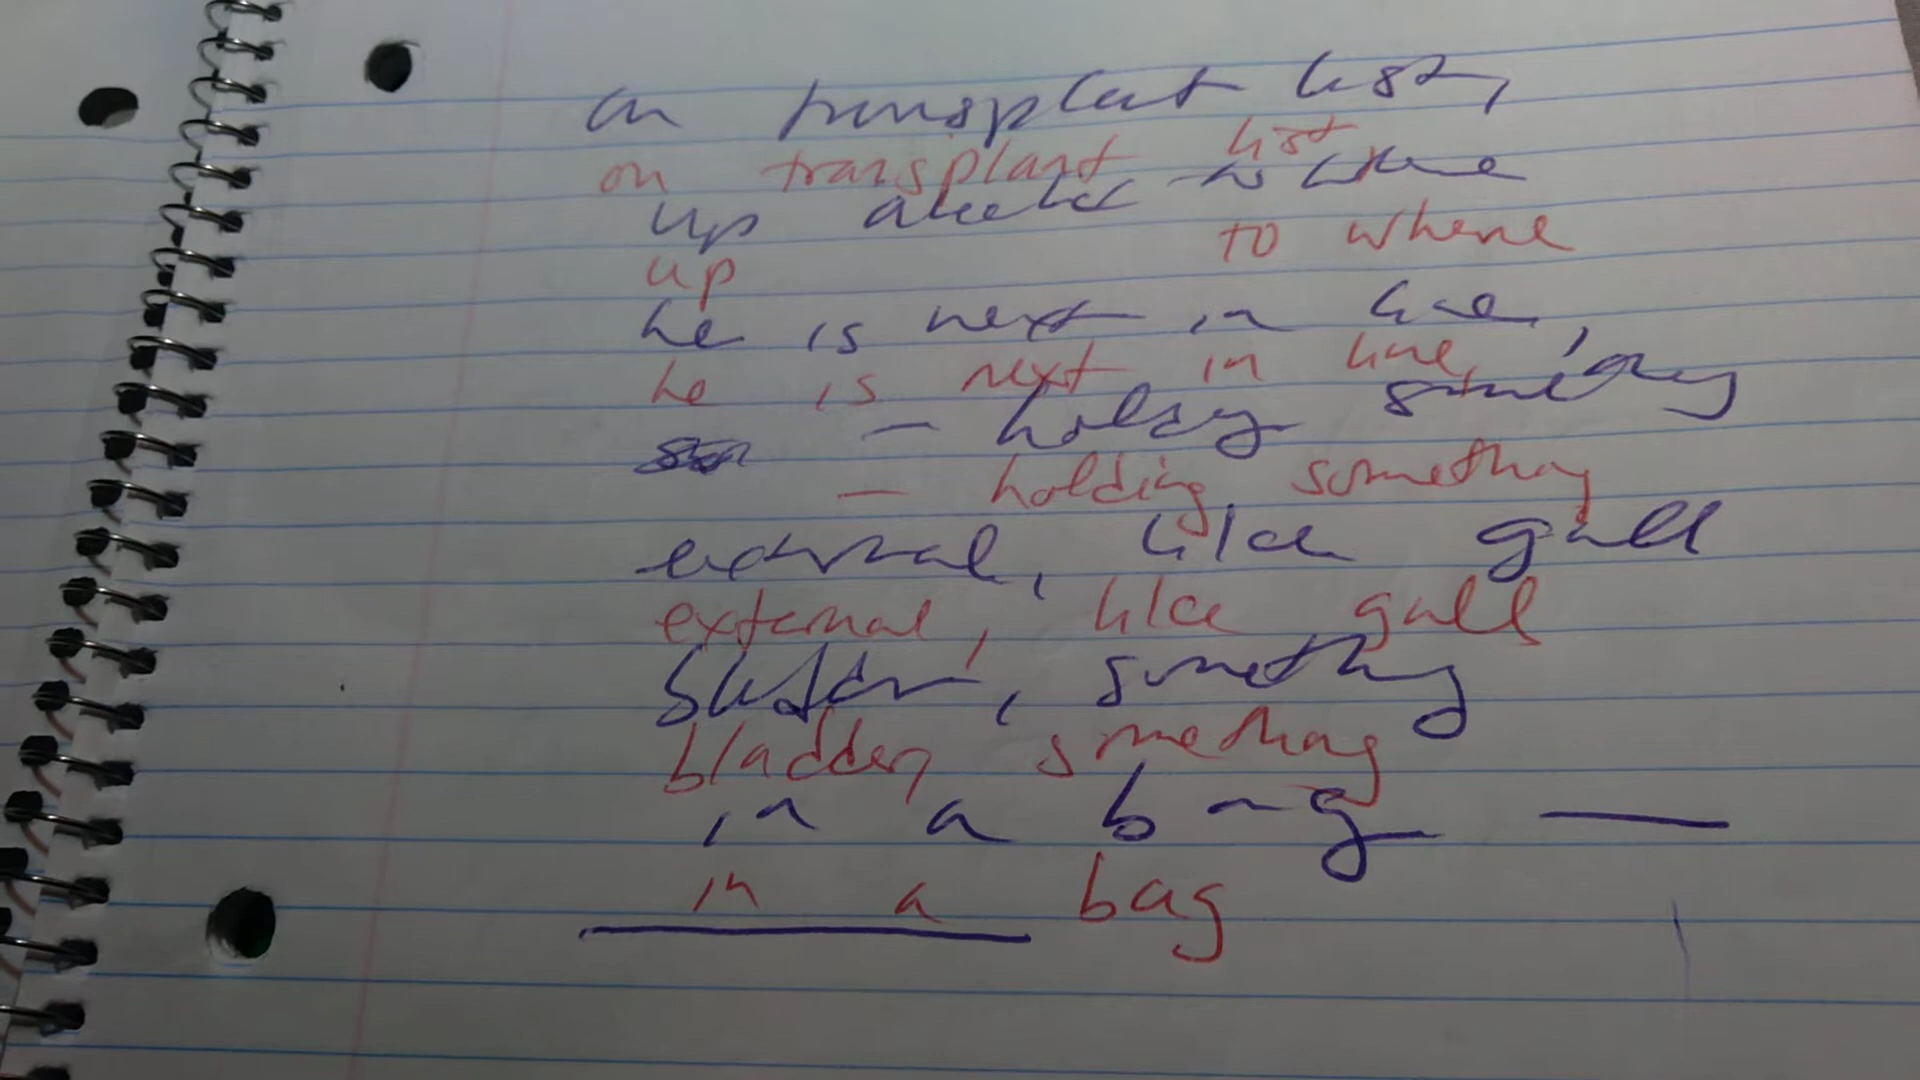 on transplant list,
on transplant list,
up ahead to where
up to where
he is next in line,
he is next in line,
- holding something
- holding something
external, like gall
external, like gall
bladder, something
bladder, something
in a bag —
in a bag